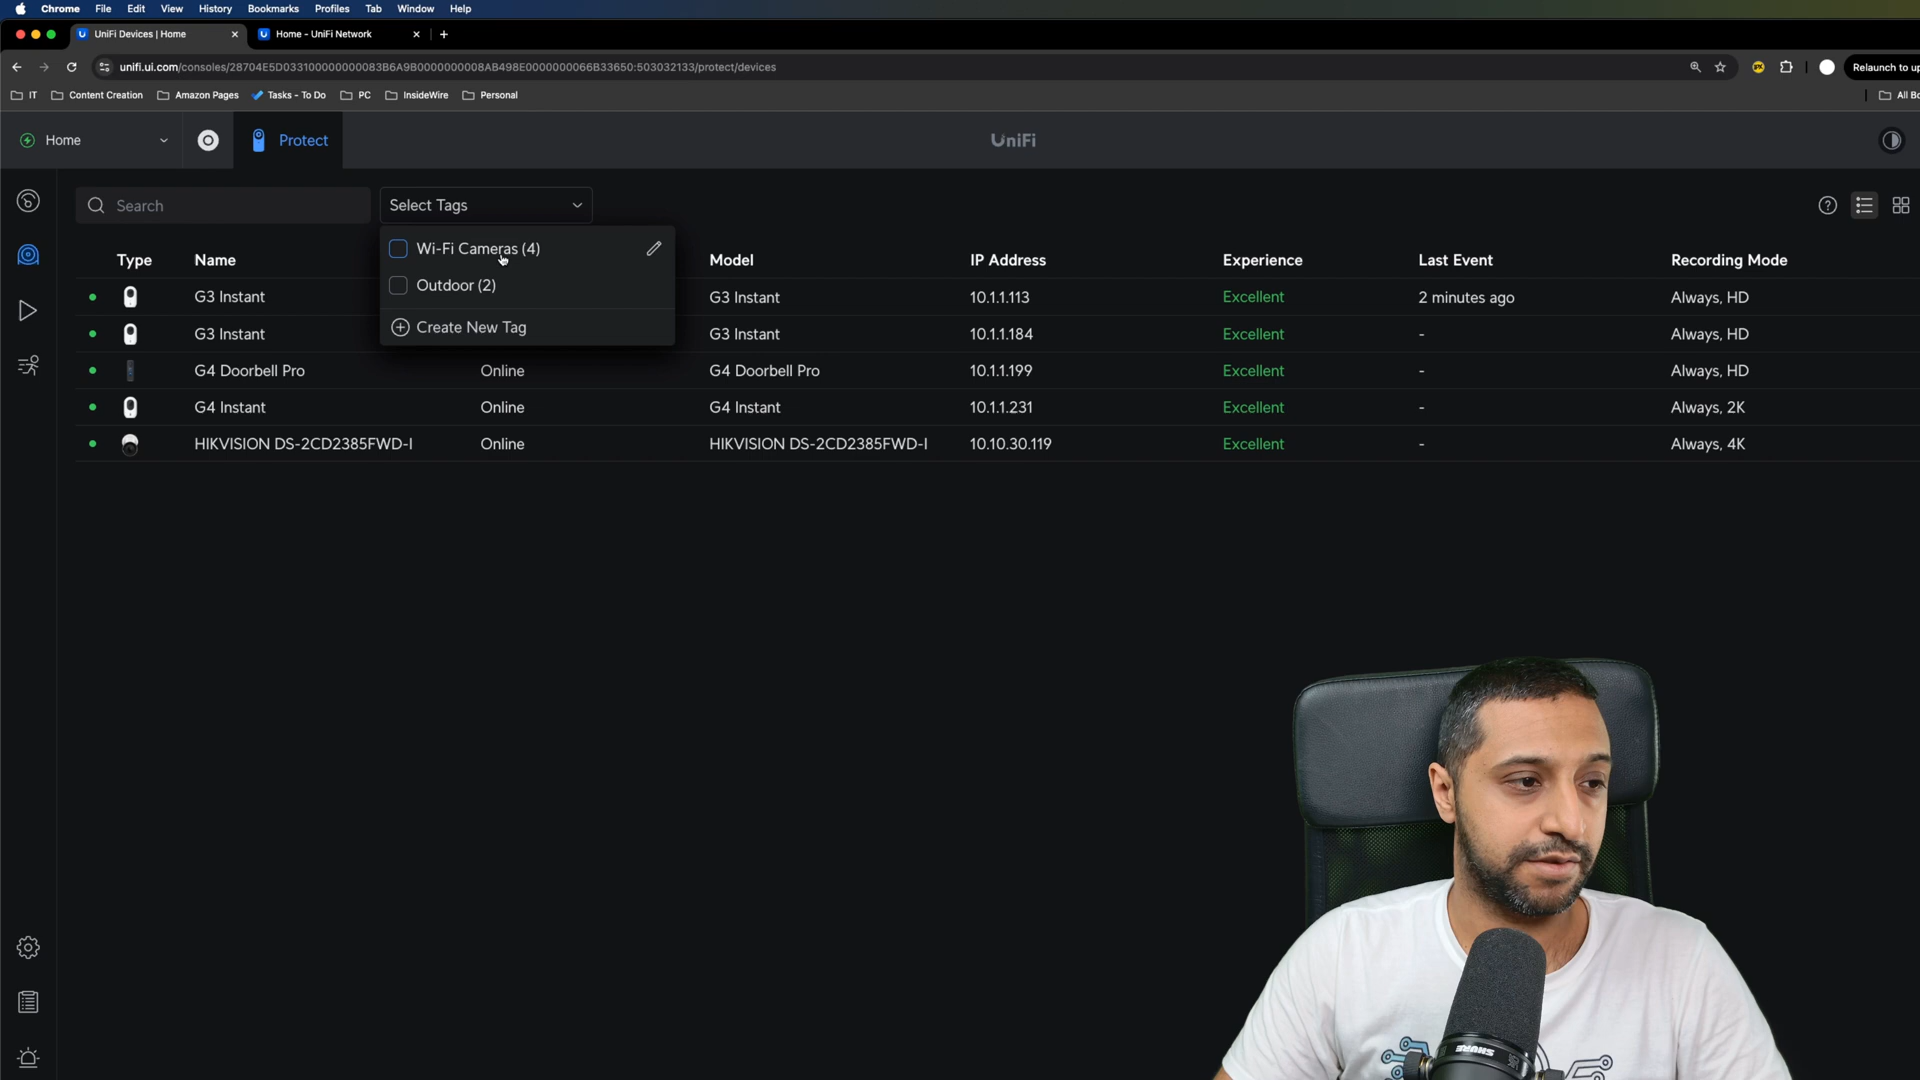 Chrome File Edit View History Bookmarks Profiles Tab Window Help
UniFi Devices | Home
Home - UniFi Network
unifi.ui.com/consoles/28704E5D0331000000000083B6A9B0000000008AB498E0000000066B33650:503032133/protect/devices
Relaunch to up
IT Content Creation Amazon Pages Tasks - To Do PC InsideWire Personal
All Bo
Home Protect UniFi
Search Select Tags
Wi-Fi Cameras (4)
Outdoor (2)
Create New Tag
Type Name Model IP Address Experience Last Event Recording Mode
G3 Instant G3 Instant 10.1.1.113 Excellent 2 minutes ago Always, HD
G3 Instant G3 Instant 10.1.1.184 Excellent - Always, HD
G4 Doorbell Pro Online G4 Doorbell Pro 10.1.1.199 Excellent - Always, HD
G4 Instant Online G4 Instant 10.1.1.231 Excellent - Always, 2K
HIKVISION DS-2CD2385FWD-I Online HIKVISION DS-2CD2385FWD-I 10.10.30.119 Excellent - Always, 4K
SHURE